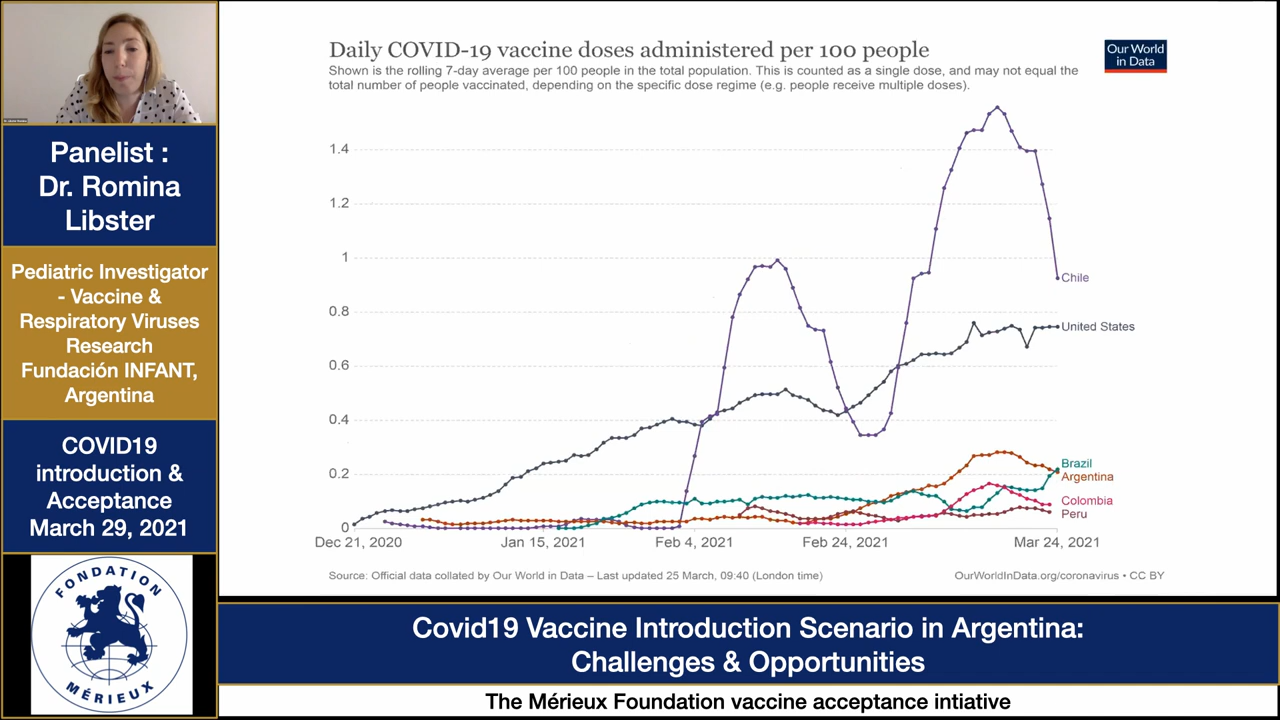 Panelist :
Dr. Romina
Libster
Pediatric Investigator
- Vaccine &
Respiratory Viruses
Research
Fundación INFANT,
Argentina
COVID19
introduction &
Acceptance
March 29, 2021
FONDATION
MÉRIEUX
Daily COVID-19 vaccine doses administered per 100 people
Shown is the rolling 7-day average per 100 people in the total population. This is counted as a single dose, and may not equal the
total number of people vaccinated, depending on the specific dose regime (e.g. people receive multiple doses).
Our World
in Data
1.4
1.2
1
0.8
0.6
0.4
0.2
0
Chile
United States
Brazil
Argentina
Colombia
Peru
Dec 21, 2020
Jan 15, 2021
Feb 4, 2021
Feb 24, 2021
Mar 24, 2021
Source: Official data collated by Our World in Data – Last updated 25 March, 09:40 (London time)
OurWorldInData.org/coronavirus • CC BY
Covid19 Vaccine Introduction Scenario in Argentina:
Challenges & Opportunities
The Mérieux Foundation vaccine acceptance intiative